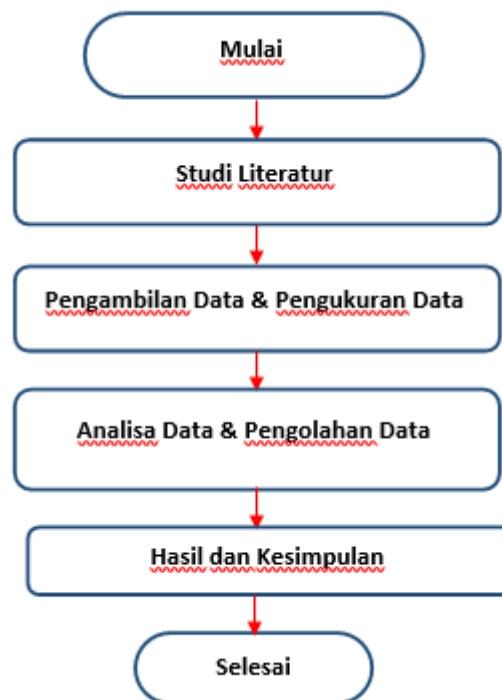 Mulai
Studi Literatur
Pengambilan Data & Pengukuran Data
Analisa Data & Pengolahan Data
Hasil dan Kesimpulan
Selesai